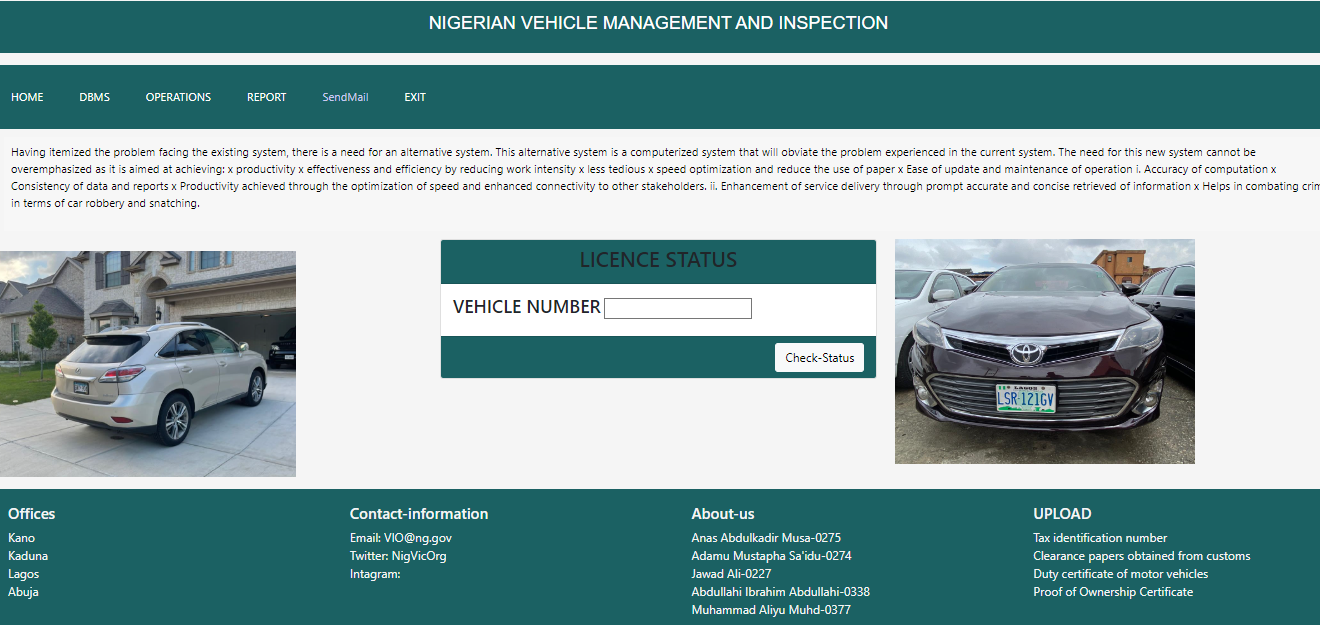 NIGERIAN VEHICLE MANAGEMENT AND INSPECTION
HOME DBMS OPERATIONS REPORT SendMail EXIT
Having itemized the problem facing the existing system, there is a need for an alternative system. This alternative system is a computerized system that will obviate the problem experienced in the current system. The need for this new system cannot be
overemphasized as it is aimed at achieving: x productivity x effectiveness and efficiency by reducing work intensity x less tedious x speed optimization and reduce the use of paper x Ease of update and maintenance of operation i. Accuracy of computation x
Consistency of data and reports x Productivity achieved through the optimization of speed and enhanced connectivity to other stakeholders. ii. Enhancement of service delivery through prompt accurate and concise retrieved of information x Helps in combating crim
in terms of car robbery and snatching.
LICENCE STATUS
VEHICLE NUMBER
Check-Status
LAGOS
LSR-121GV
Offices
Kano
Kaduna
Lagos
Abuja
Contact-information
Email: VIO@ng.gov
Twitter: NigVicOrg
Intagram:
About-us
Anas Abdulkadir Musa-0275
Adamu Mustapha Sa'idu-0274
Jawad Ali-0227
Abdullahi Ibrahim Abdullahi-0338
Muhammad Aliyu Muhd-0377
UPLOAD
Tax identification number
Clearance papers obtained from customs
Duty certificate of motor vehicles
Proof of Ownership Certificate